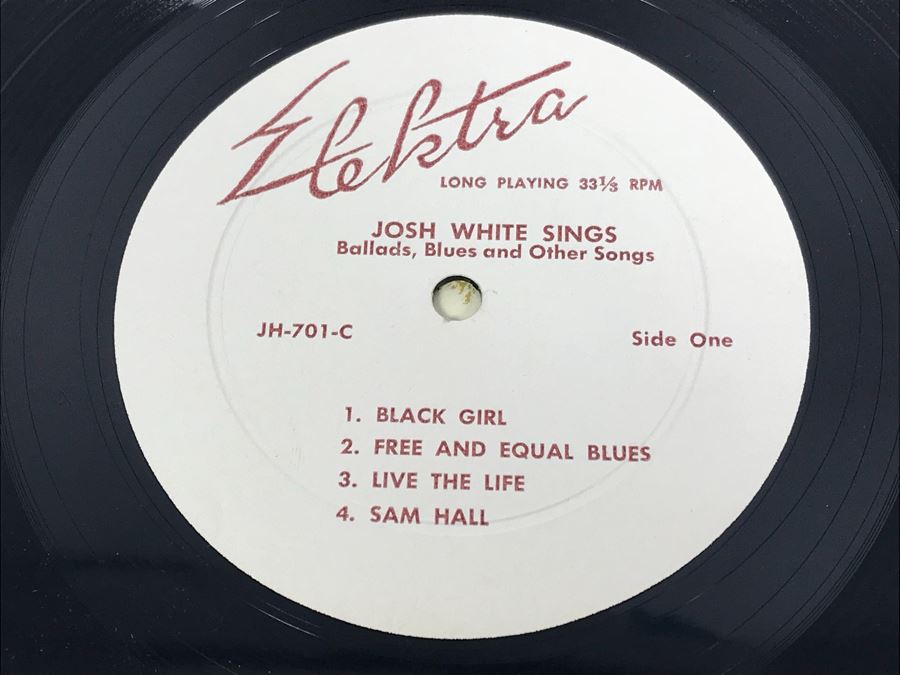 Elektra
LONG PLAYING 33⅓ RPM
JOSH WHITE SINGS
Ballads, Blues and Other Songs
JH-701-C
Side One
1. BLACK GIRL
2. FREE AND EQUAL BLUES
3. LIVE THE LIFE
4. SAM HALL